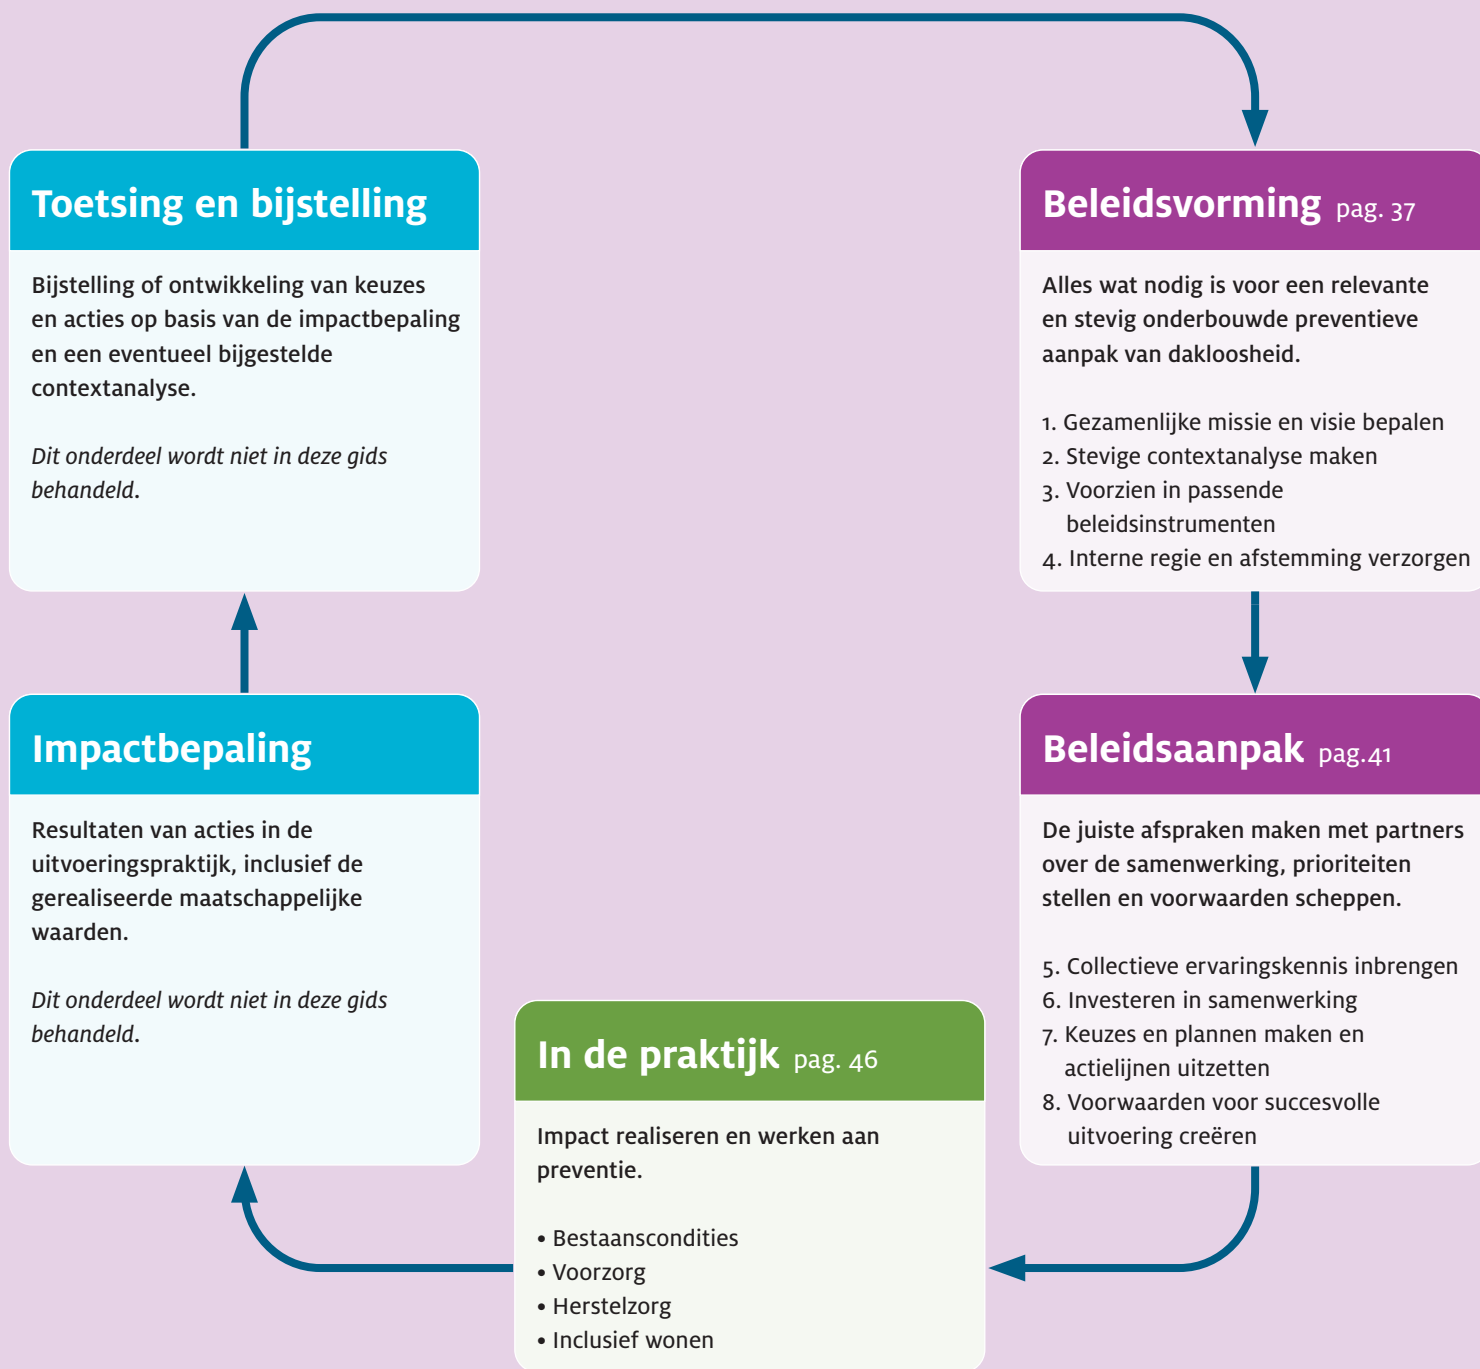 Toetsing en bijstelling
Bijstelling of ontwikkeling van keuzes
en acties op basis van de impactbepaling
en een eventueel bijgestelde
contextanalyse.
Dit onderdeel wordt niet in deze gids
behandeld.
Beleidsvorming pag. 37
Alles wat nodig is voor een relevante
en stevig onderbouwde preventieve
aanpak van dakloosheid.
1. Gezamenlijke missie en visie bepalen
2. Stevige contextanalyse maken
3. Voorzien in passende
beleidsinstrumenten
4. Interne regie en afstemming verzorgen
Impactbepaling
Resultaten van acties in de
uitvoeringspraktijk, inclusief de
gerealiseerde maatschappelijke
waarden.
Dit onderdeel wordt niet in deze gids
behandeld.
Beleidsaanpak pag.41
De juiste afspraken maken met partners
over de samenwerking, prioriteiten
stellen en voorwaarden scheppen.
5. Collectieve ervaringskennis inbrengen
6. Investeren in samenwerking
7. Keuzes en plannen maken en
actielijnen uitzetten
8. Voorwaarden voor succesvolle
uitvoering creëren
In de praktijk pag. 46
Impact realiseren en werken aan
preventie.
• Bestaanscondities
• Voorzorg
• Herstelzorg
• Inclusief wonen